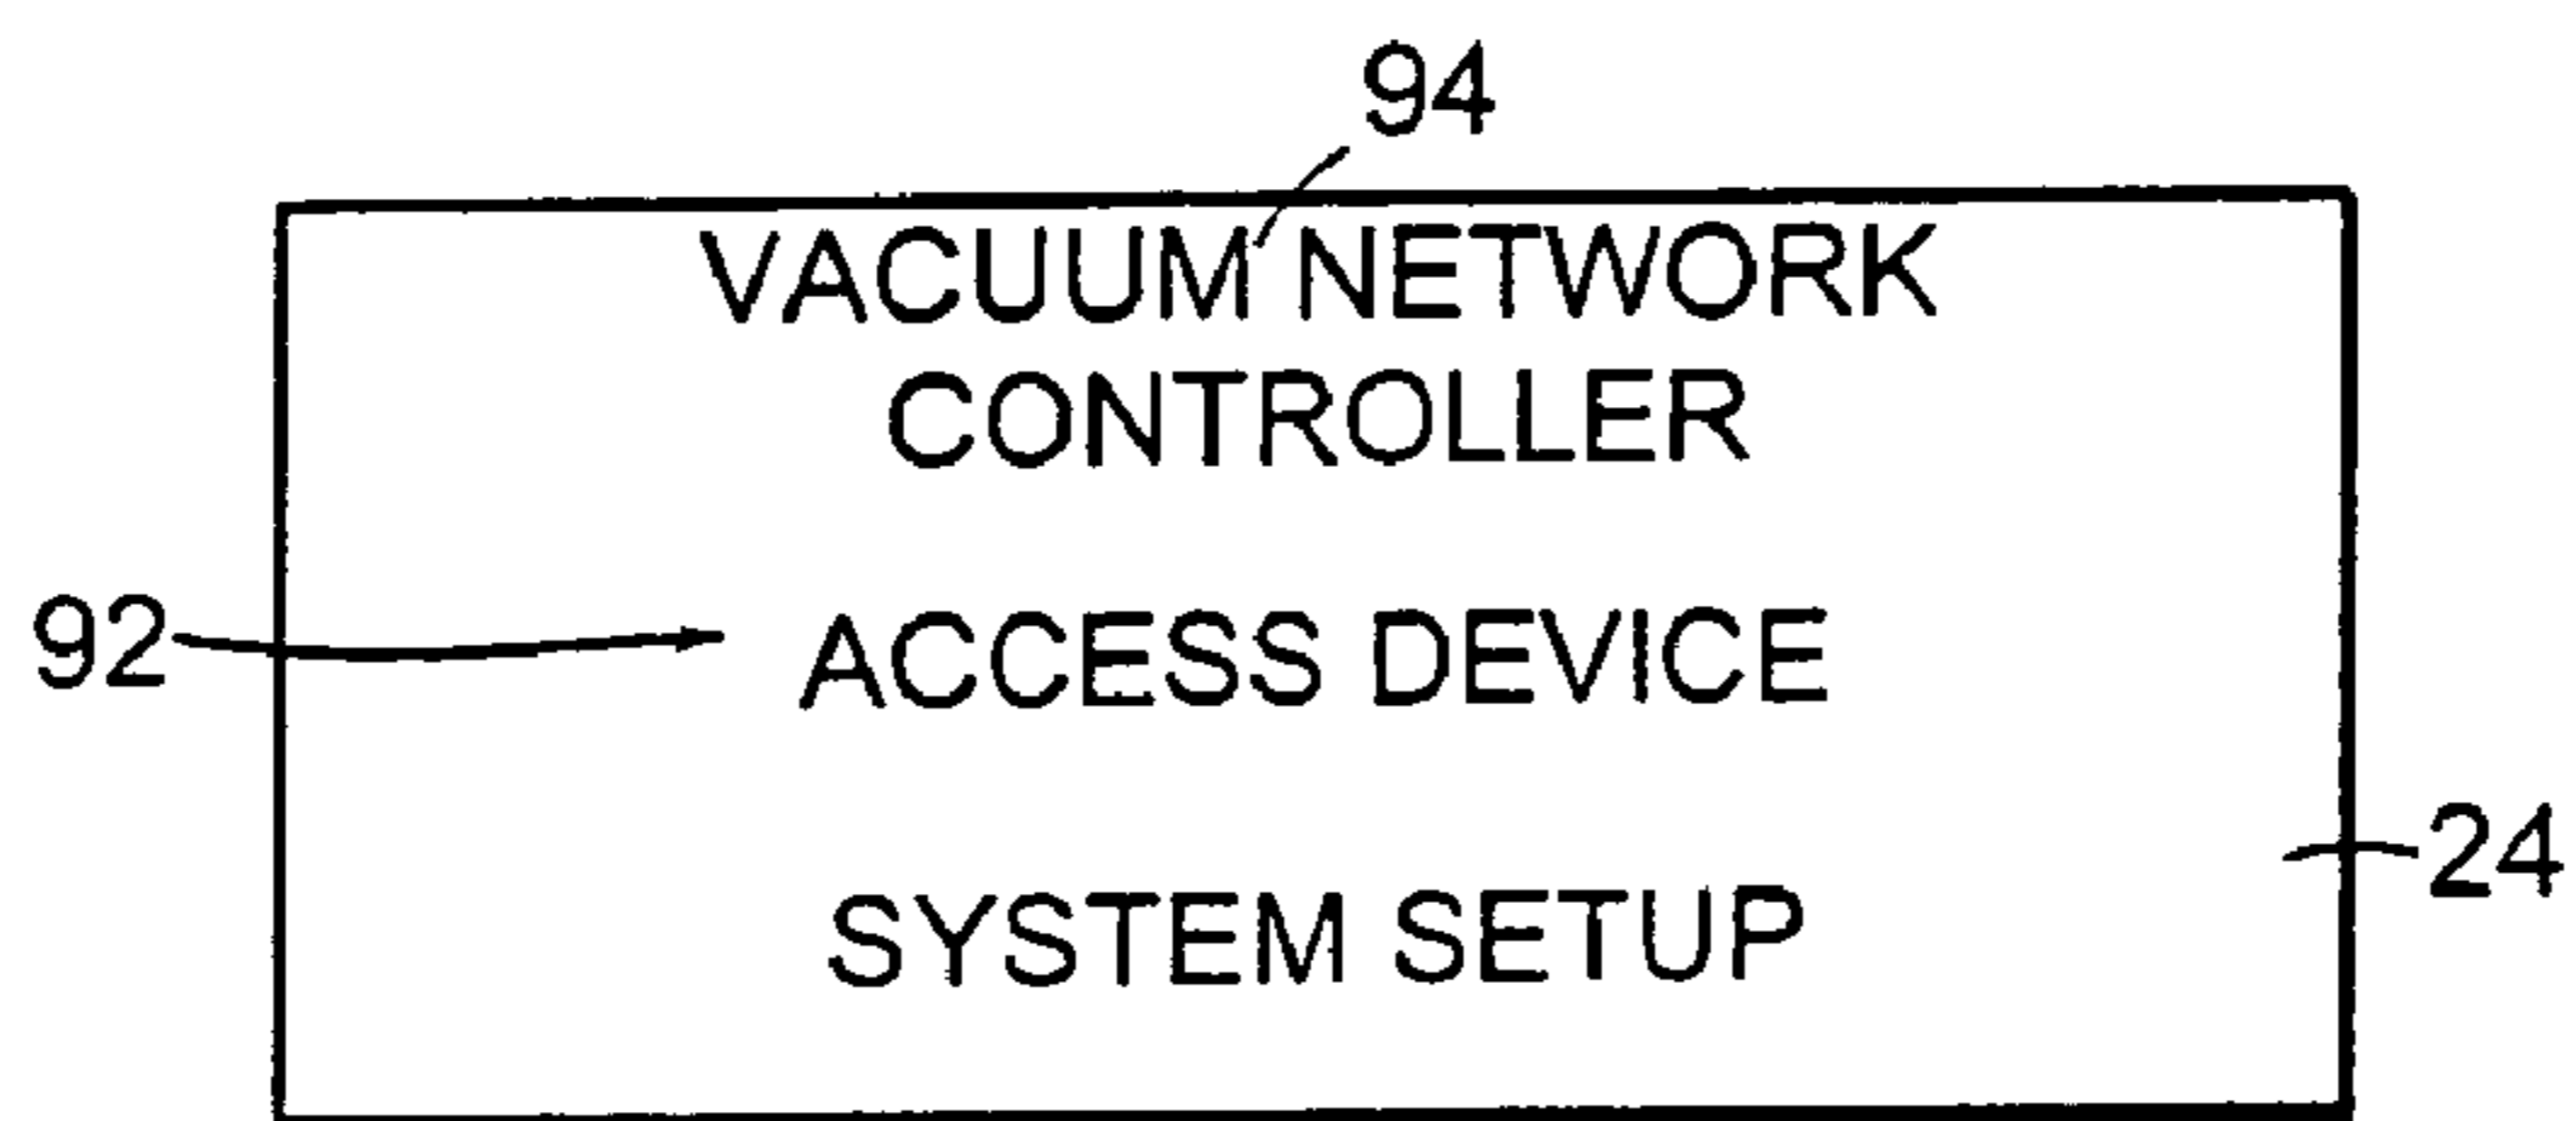 94
VACUUM NETWORK
CONTROLLER
92
ACCESS DEVICE
24
SYSTEM SETUP